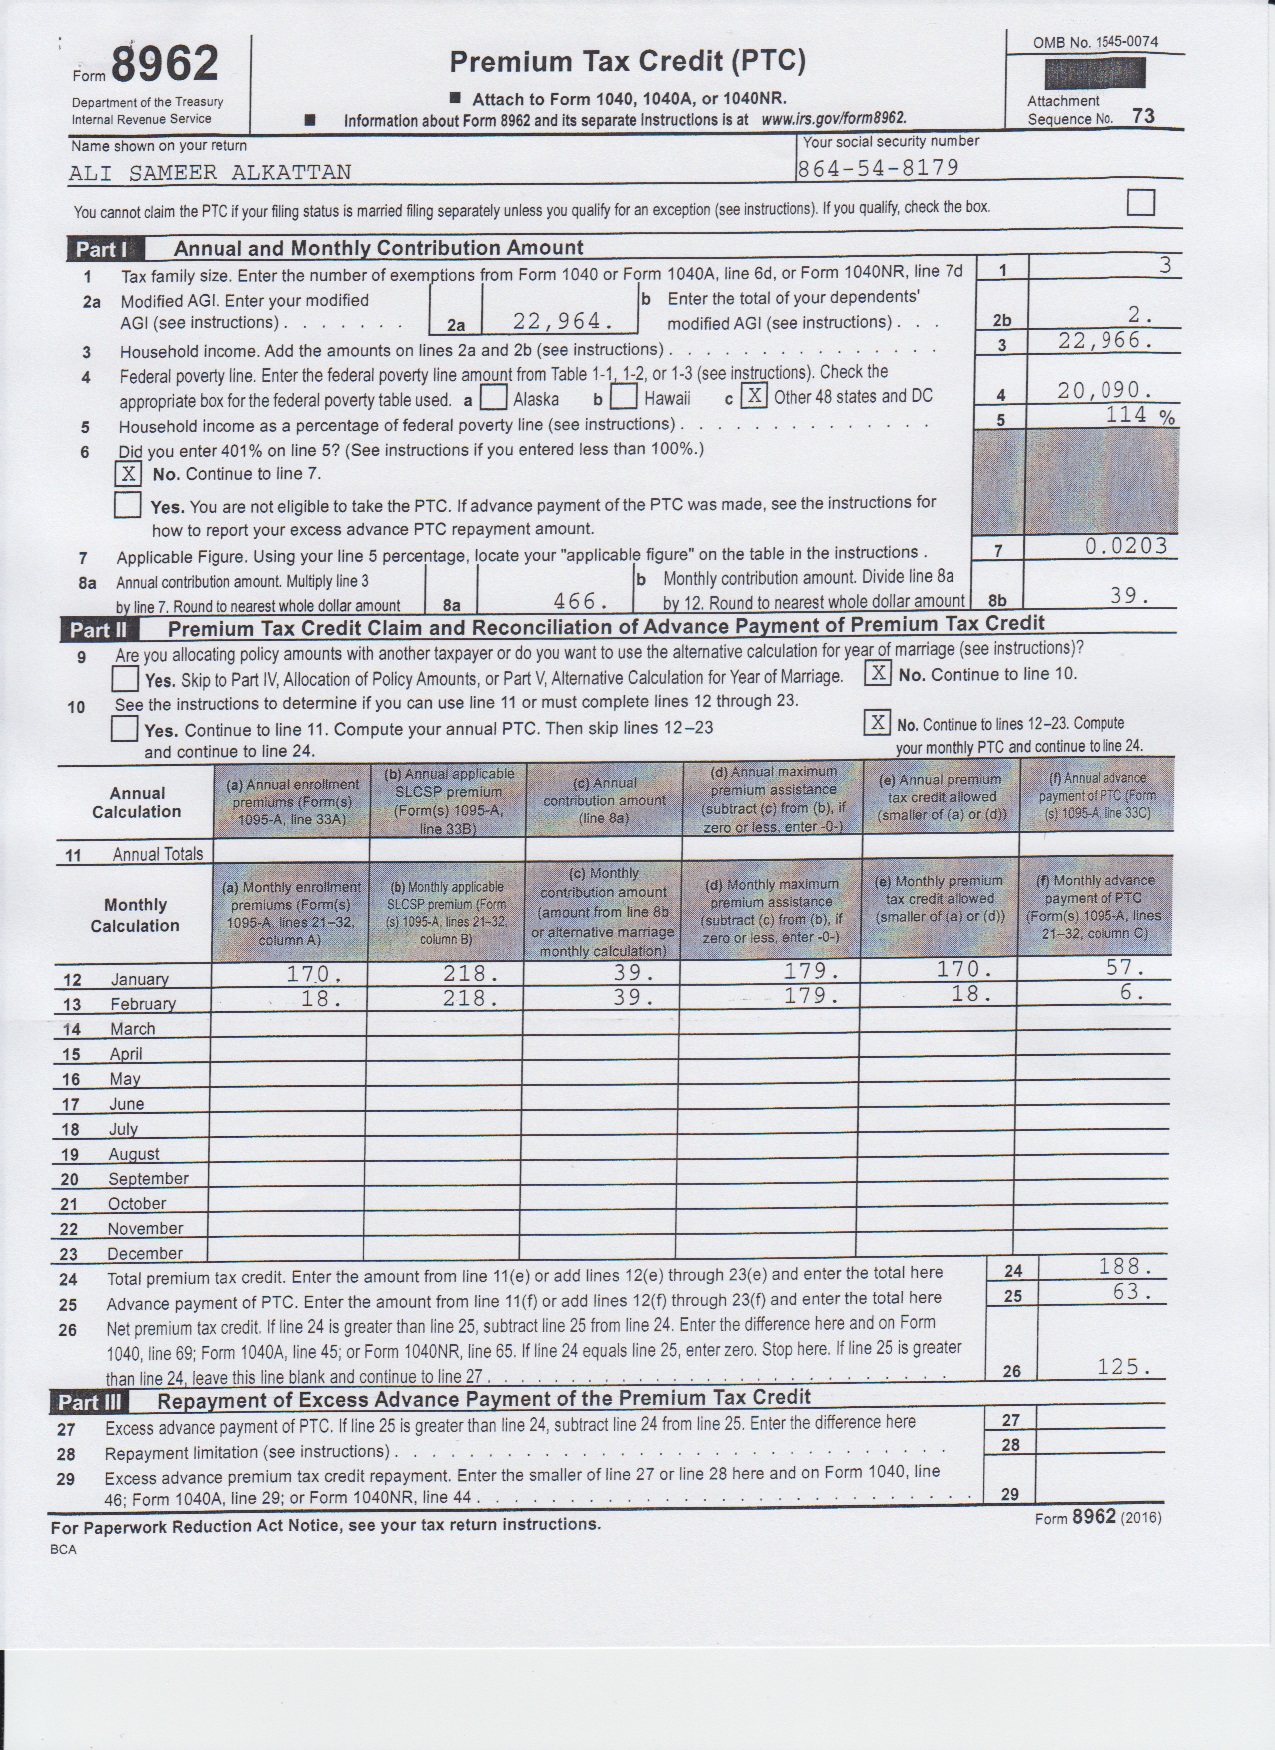 Form 8962
Department of the Treasury
Internal Revenue Service
Premium Tax Credit (PTC)
■ Attach to Form 1040, 1040A, or 1040NR.
■ Information about Form 8962 and its separate Instructions is at www.irs.gov/form8962.
OMB No. 1545-0074
Attachment
Sequence No. 73
Name shown on your return
ALI SAMEER ALKATTAN
Your social security number
864-54-8179
You cannot claim the PTC if your filing status is married filing separately unless you qualify for an exception (see instructions). If you qualify, check the box.
Part I Annual and Monthly Contribution Amount
1 Tax family size. Enter the number of exemptions from Form 1040 or Form 1040A, line 6d, or Form 1040NR, line 7d 1 3
2a Modified AGI. Enter your modified
AGI (see instructions) . . . . . . . 2a 22,964.
b Enter the total of your dependents'
modified AGI (see instructions) . . . 2b 2.
3 Household income. Add the amounts on lines 2a and 2b (see instructions) . . . . . . . . . . . . . . 3 22,966.
4 Federal poverty line. Enter the federal poverty line amount from Table 1-1, 1-2, or 1-3 (see instructions). Check the
appropriate box for the federal poverty table used. a Alaska b Hawaii c X Other 48 states and DC 4 20,090.
5 Household income as a percentage of federal poverty line (see instructions) . . . . . . . . . . . . . 5 114 %
6 Did you enter 401% on line 5? (See instructions if you entered less than 100%.)
X No. Continue to line 7.
Yes. You are not eligible to take the PTC. If advance payment of the PTC was made, see the instructions for
how to report your excess advance PTC repayment amount.
7 Applicable Figure. Using your line 5 percentage, locate your "applicable figure" on the table in the instructions . 7 0.0203
8a Annual contribution amount. Multiply line 3
by line 7. Round to nearest whole dollar amount 8a 466.
b Monthly contribution amount. Divide line 8a
by 12. Round to nearest whole dollar amount 8b 39.
Part II Premium Tax Credit Claim and Reconciliation of Advance Payment of Premium Tax Credit
9 Are you allocating policy amounts with another taxpayer or do you want to use the alternative calculation for year of marriage (see instructions)?
Yes. Skip to Part IV, Allocation of Policy Amounts, or Part V, Alternative Calculation for Year of Marriage. X No. Continue to line 10.
10 See the instructions to determine if you can use line 11 or must complete lines 12 through 23.
Yes. Continue to line 11. Compute your annual PTC. Then skip lines 12–23
and continue to line 24.
X No. Continue to lines 12–23. Compute
your monthly PTC and continue to line 24.
Annual
Calculation
(a) Annual enrollment
premiums (Form(s)
1095-A, line 33A)
(b) Annual applicable
SLCSP premium
(Form(s) 1095-A,
line 33B)
(c) Annual
contribution amount
(line 8a)
(d) Annual maximum
premium assistance
(subtract (c) from (b), if
zero or less, enter -0-)
(e) Annual premium
tax credit allowed
(smaller of (a) or (d))
(f) Annual advance
payment of PTC (Form
(s) 1095-A, line 33C)
11 Annual Totals
Monthly
Calculation
(a) Monthly enrollment
premiums (Form(s)
1095-A, lines 21–32,
column A)
(b) Monthly applicable
SLCSP premium (Form
(s) 1095-A, lines 21–32,
column B)
(c) Monthly
contribution amount
(amount from line 8b
or alternative marriage
monthly calculation)
(d) Monthly maximum
premium assistance
(subtract (c) from (b), if
zero or less, enter -0-)
(e) Monthly premium
tax credit allowed
(smaller of (a) or (d))
(f) Monthly advance
payment of PTC
(Form(s) 1095-A, lines
21–32, column C)
12 January 170. 218. 39. 179. 170. 57.
13 February 18. 218. 39. 179. 18. 6.
14 March
15 April
16 May
17 June
18 July
19 August
20 September
21 October
22 November
23 December
24 Total premium tax credit. Enter the amount from line 11(e) or add lines 12(e) through 23(e) and enter the total here 24 188.
25 Advance payment of PTC. Enter the amount from line 11(f) or add lines 12(f) through 23(f) and enter the total here 25 63.
26 Net premium tax credit. If line 24 is greater than line 25, subtract line 25 from line 24. Enter the difference here and on Form
1040, line 69; Form 1040A, line 45; or Form 1040NR, line 65. If line 24 equals line 25, enter zero. Stop here. If line 25 is greater
than line 24, leave this line blank and continue to line 27 . . . . . . . . . . . . . . . . . . . . . . 26 125.
Part III Repayment of Excess Advance Payment of the Premium Tax Credit
27 Excess advance payment of PTC. If line 25 is greater than line 24, subtract line 24 from line 25. Enter the difference here 27
28 Repayment limitation (see instructions) . . . . . . . . . . . . . . . . . . . . . . . . . . 28
29 Excess advance premium tax credit repayment. Enter the smaller of line 27 or line 28 here and on Form 1040, line
46; Form 1040A, line 29; or Form 1040NR, line 44 . . . . . . . . . . . . . . . . . . . . . . . 29
For Paperwork Reduction Act Notice, see your tax return instructions.
Form 8962 (2016)
BCA